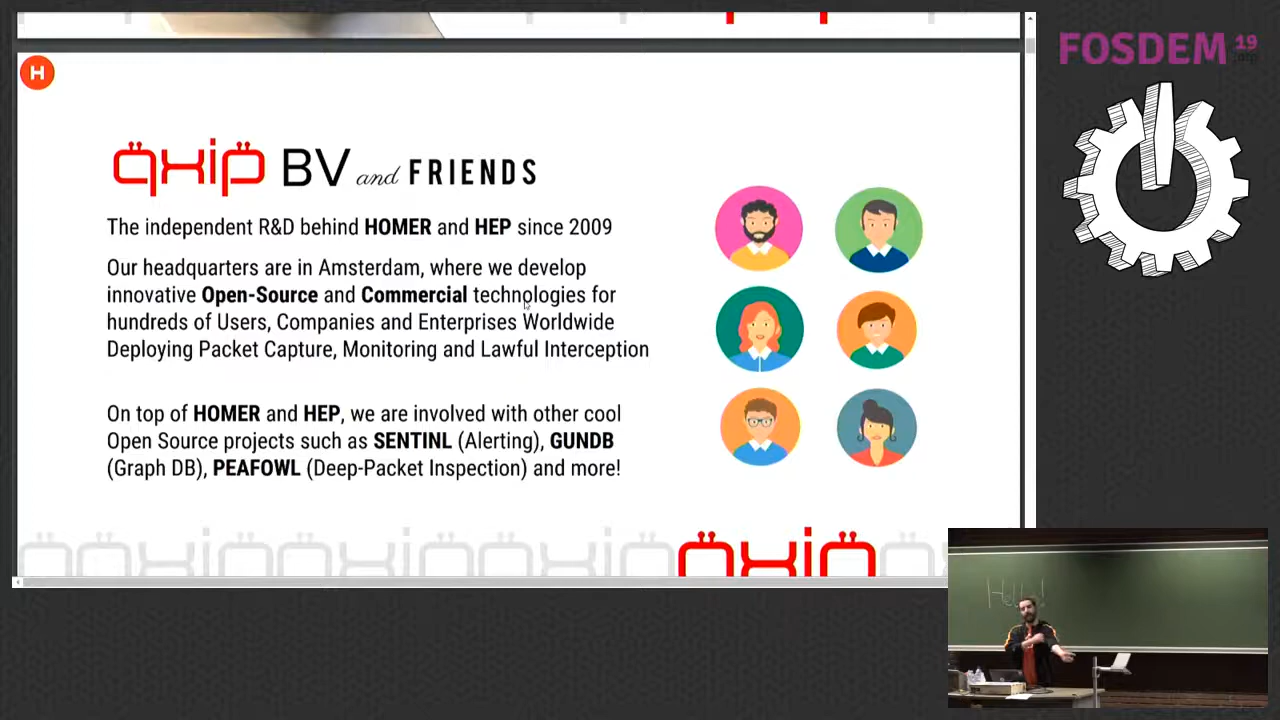 H
FOSDEM 19
.org
qxip BV and FRIENDS
The independent R&D behind HOMER and HEP since 2009
Our headquarters are in Amsterdam, where we develop
innovative Open-Source and Commercial technologies for
hundreds of Users, Companies and Enterprises Worldwide
Deploying Packet Capture, Monitoring and Lawful Interception
On top of HOMER and HEP, we are involved with other cool
Open Source projects such as SENTINL (Alerting), GUNDB
(Graph DB), PEAFOWL (Deep-Packet Inspection) and more!
qxip